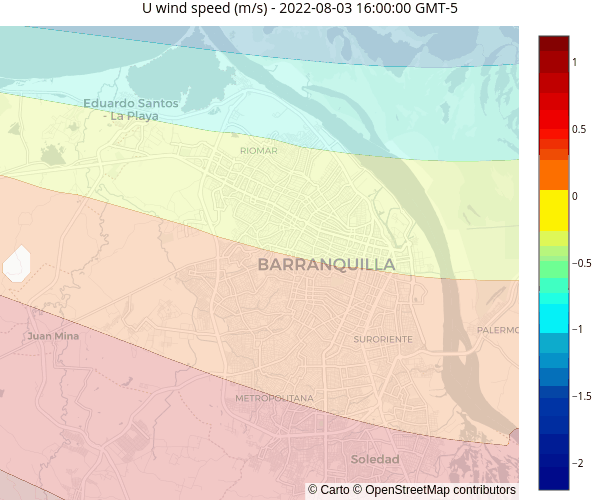 U wind speed (m/s) - 2022-08-03 16:00:00 GMT-5
Eduardo Santos
- La Playa
RIOMAR
BARRANQUILLA
Juan Mina
SURORIENTE
PALERMO
METROPOLITANA
Soledad
© Carto © OpenStreetMap contributors
1
0.5
0
−0.5
−1
−1.5
−2